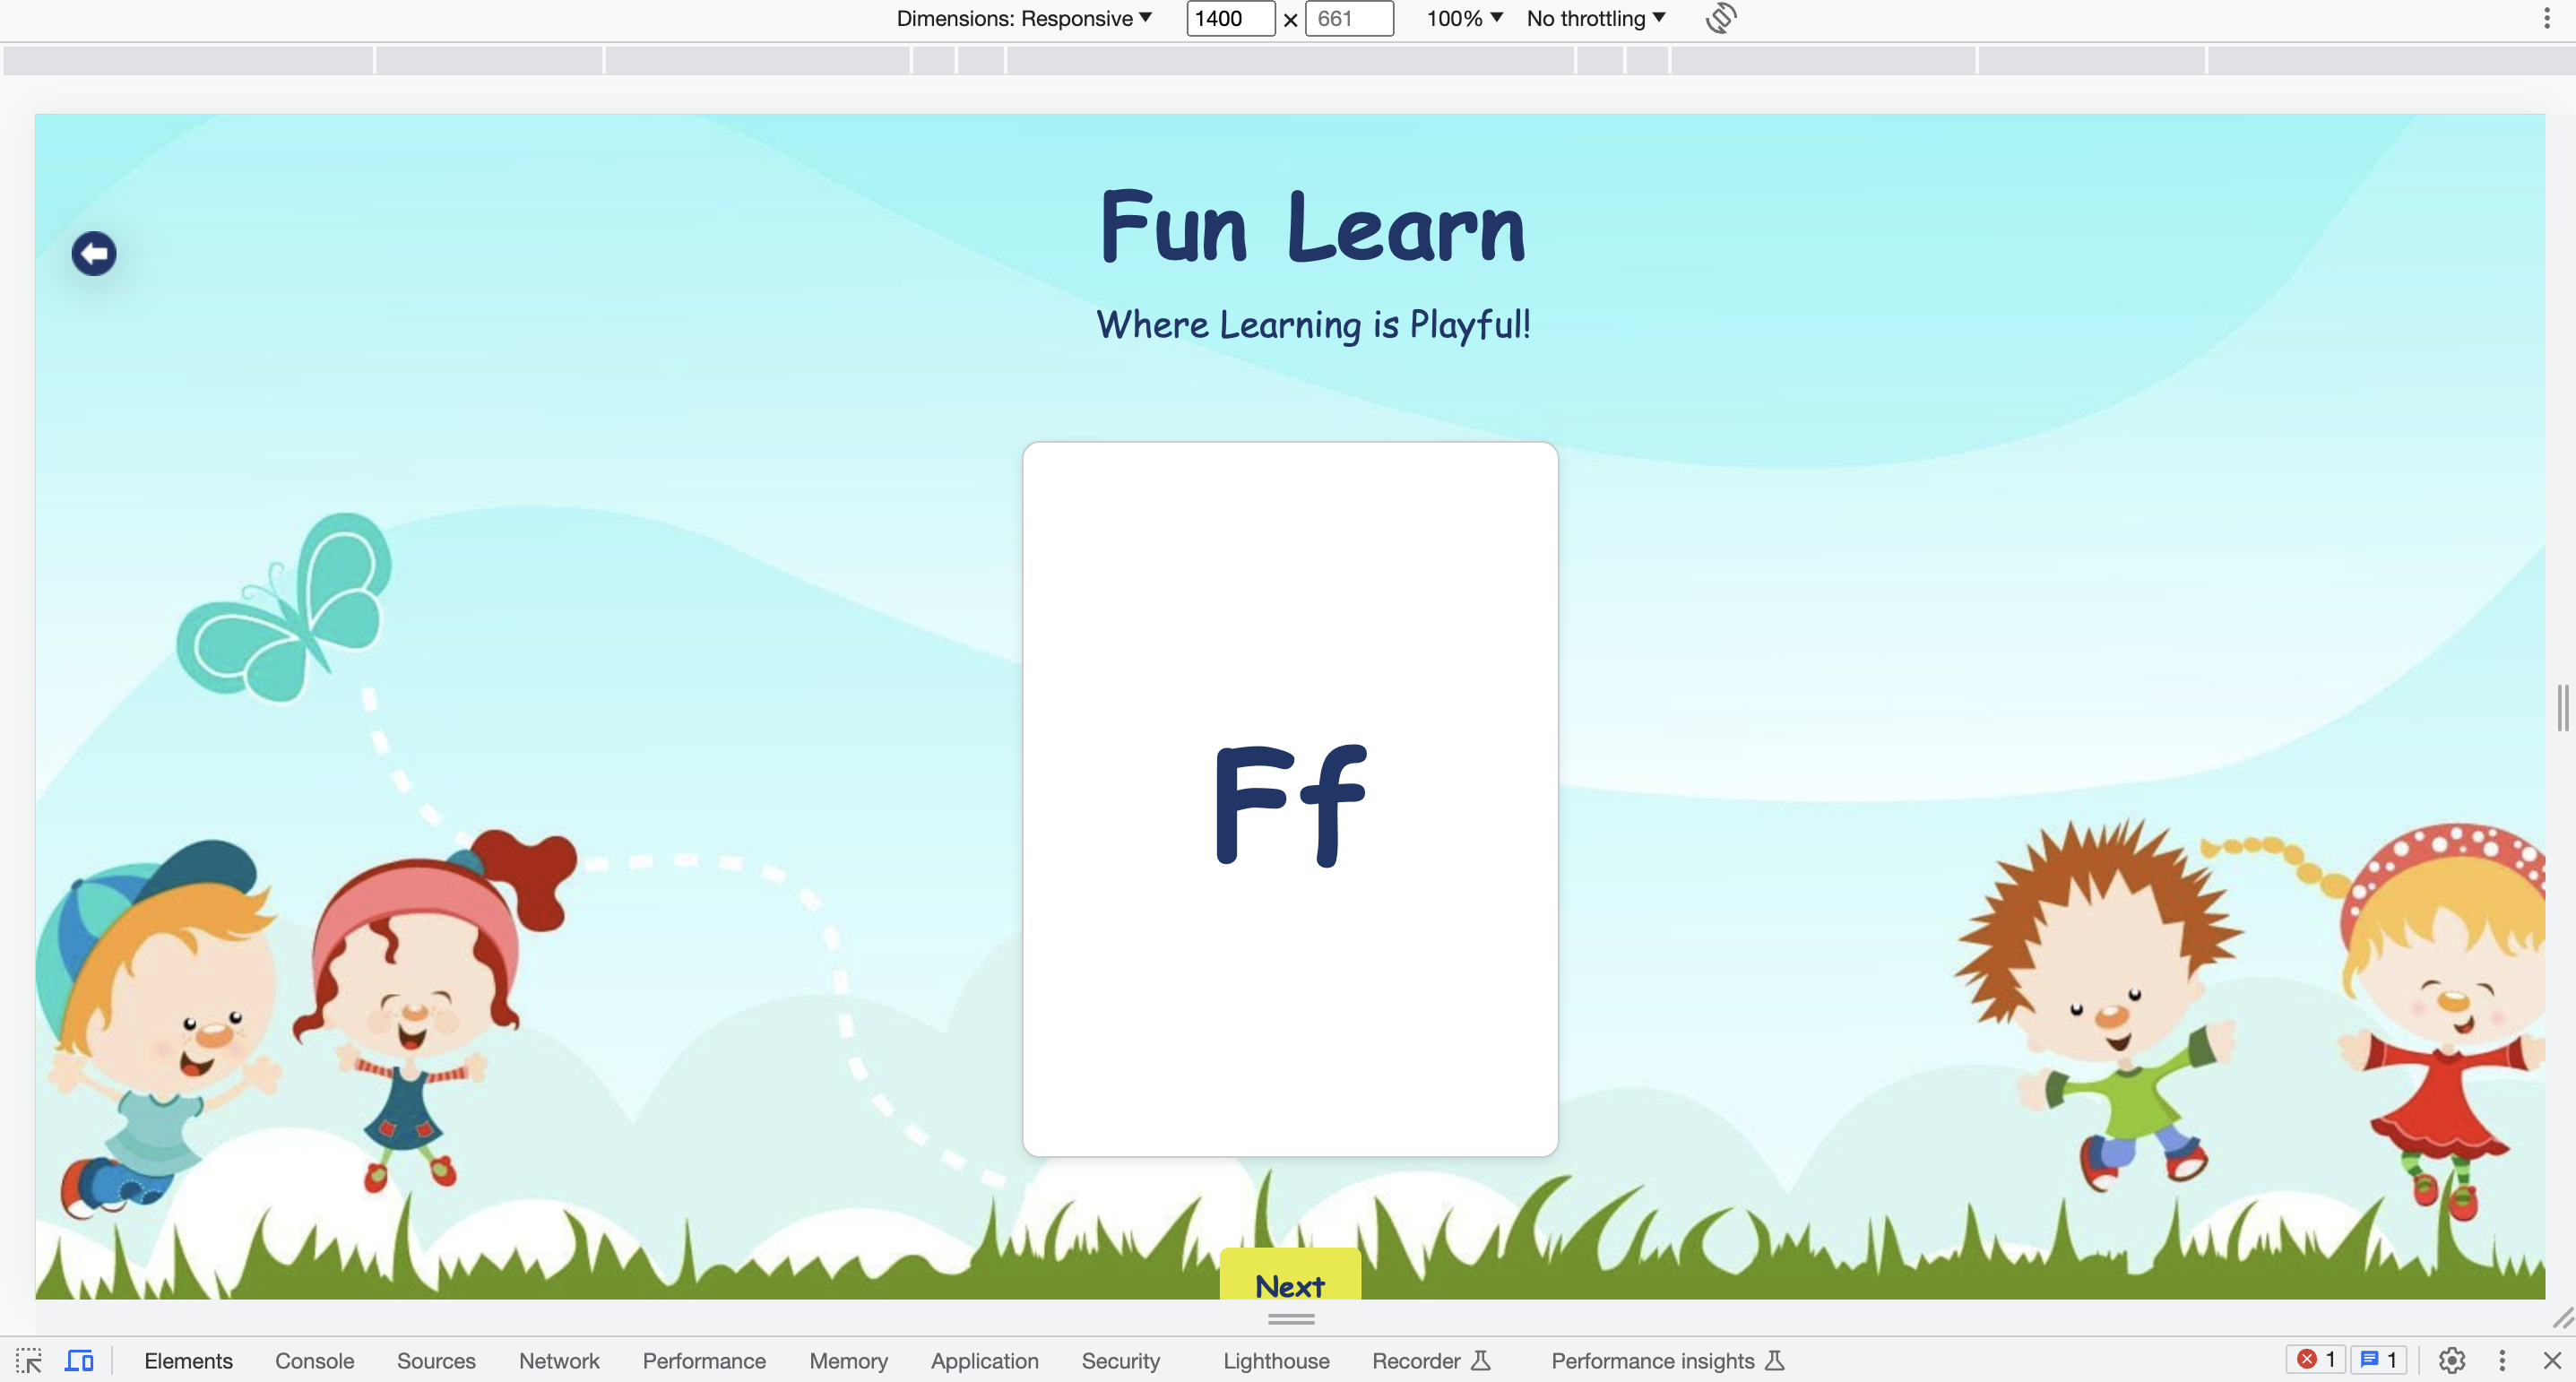 Dimensions: Responsive 1400 × 661 100% No throttling
Fun Learn
Where Learning is Playful!
Ff
Next
Elements Console Sources Network Performance Memory Application Security Lighthouse Recorder Performance insights 1 1